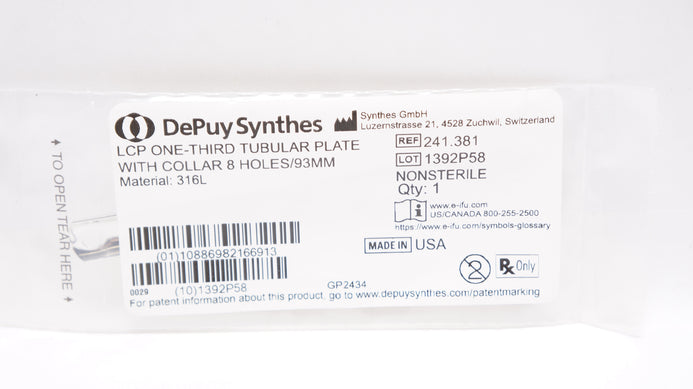 DePuy Synthes
Synthes GmbH
Luzernstrasse 21, 4528 Zuchwil, Switzerland
LCP ONE-THIRD TUBULAR PLATE
WITH COLLAR 8 HOLES/93MM
Material: 316L
REF 241.381
LOT 1392P58
NONSTERILE
Qty: 1
www.e-ifu.com
US/CANADA 800-255-2500
https://www.e-ifu.com/symbols-glossary
MADE IN USA
(01)10886982166913
2
Rx Only
0029 (10)1392P58
GP2434
For patent information about this product, go to www.depuysynthes.com/patentmarking
TO OPEN TEAR HERE